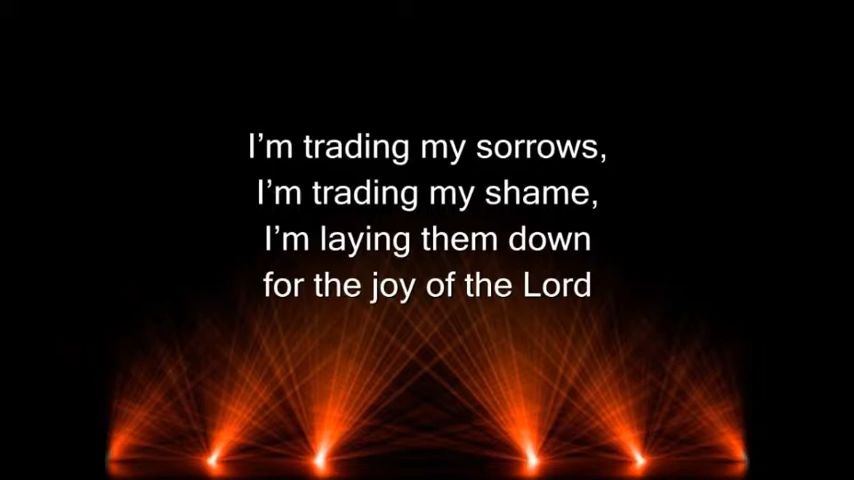 I’m trading my sorrows,
I’m trading my shame,
I’m laying them down
for the joy of the Lord